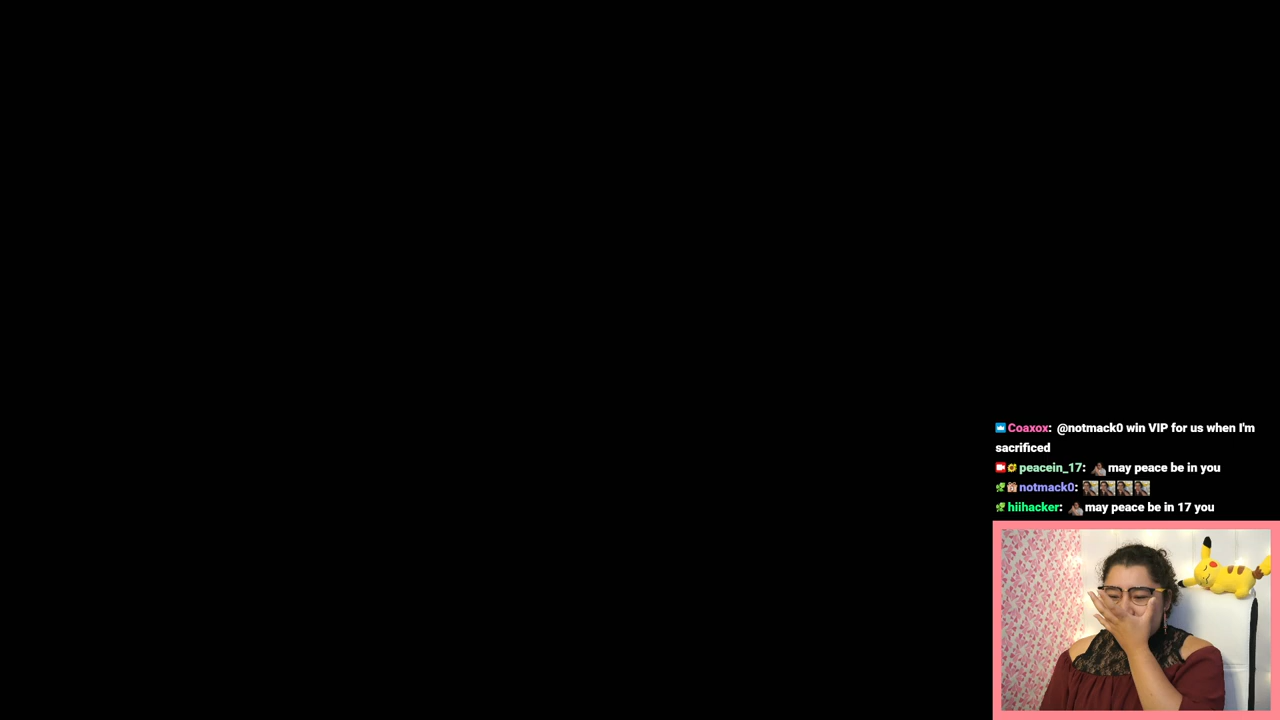 Coaxox: @notmack0 win VIP for us when I'm
sacrificed
peacein_17: may peace be in you
notmack0:
hiihacker: may peace be in 17 you